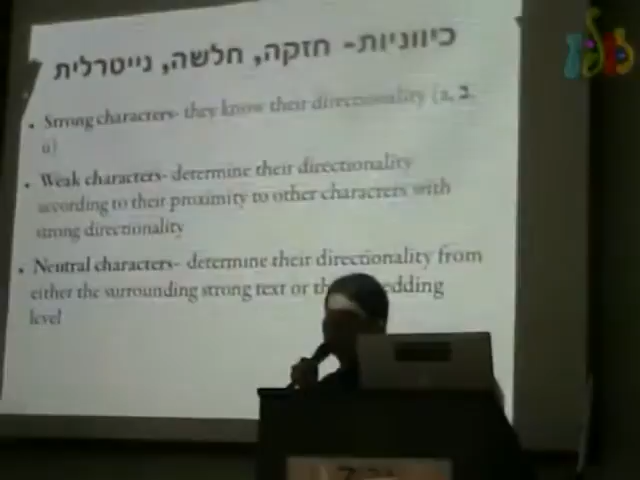 כיווניות- חזקה, חלשה, נייטרלית
• Strong characters- they know their directionality (a, ב,
• Weak characters- determine their directionality
according to their proximity to other characters with
strong directionality
• Neutral characters- determine their directionality from
either the surrounding strong text or the
level